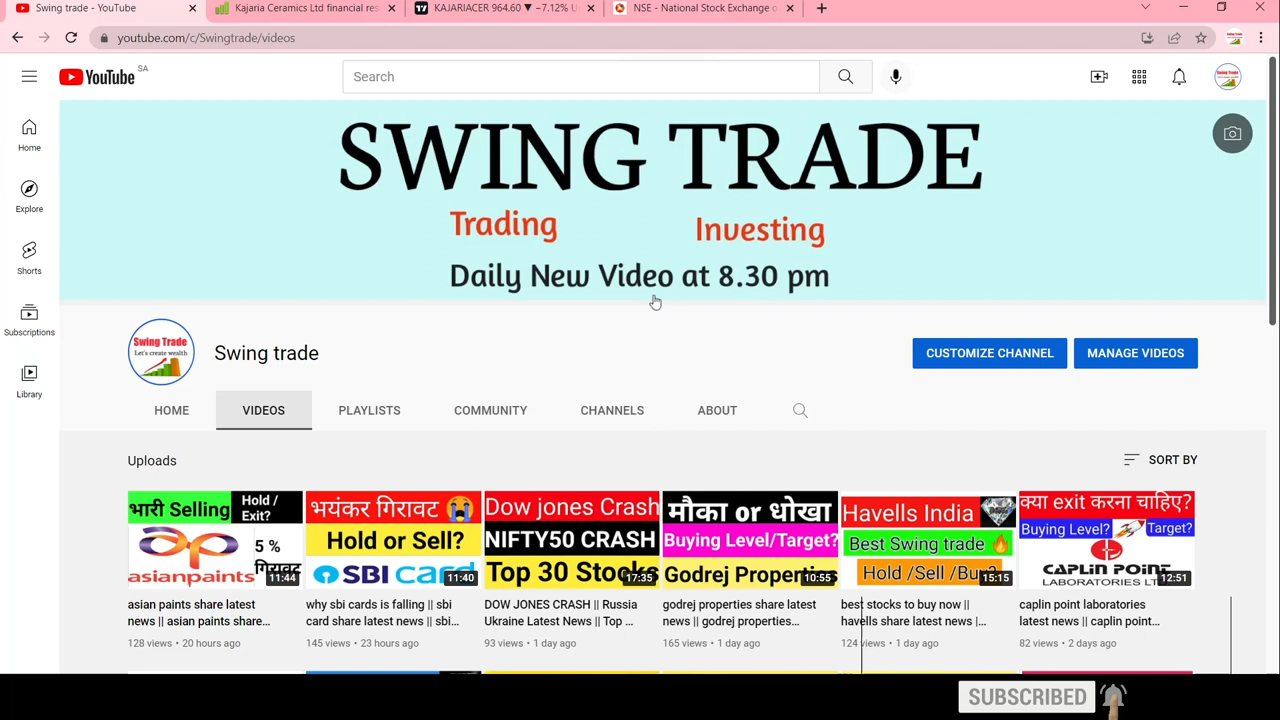 Swing trade - YouTube
Kajaria Ceramics Ltd financial res
KAJARIACER 964.60 ▼ −7.12% U
NSE - National Stock Exchange o
youtube.com/c/Swingtrade/videos
YouTube SA
Search
SWING TRADE
Trading Investing
Daily New Video at 8.30 pm
Home
Explore
Shorts
Subscriptions
Library
Swing Trade
Let's create wealth
Swing trade
CUSTOMIZE CHANNEL
MANAGE VIDEOS
HOME
VIDEOS
PLAYLISTS
COMMUNITY
CHANNELS
ABOUT
Uploads
SORT BY
भारी Selling
Hold /
Exit?
5 %
गिरावट
asianpaints
11:44
asian paints share latest
news || asian paints share...
128 views • 20 hours ago
भयंकर गिरावट
Hold or Sell?
SBI card
11:40
why sbi cards is falling || sbi
card share latest news || sbi...
145 views • 23 hours ago
Dow jones Crash
NIFTY50 CRASH
Top 30 Stocks
17:35
DOW JONES CRASH || Russia
Ukraine Latest News || Top ...
93 views • 1 day ago
मौका or धोखा
Buying Level/Target?
Godrej Properties
10:55
godrej properties share latest
news || godrej properties...
165 views • 1 day ago
Havells India
Best Swing trade
Hold /Sell /Buy?
15:15
best stocks to buy now ||
havells share latest news |...
124 views • 1 day ago
क्या exit करना चाहिए?
Buying Level?
Target?
CAPLIN POINT
LABORATORIES LIMITED
12:51
caplin point laboratories
latest news || caplin point...
82 views • 2 days ago
SUBSCRIBED